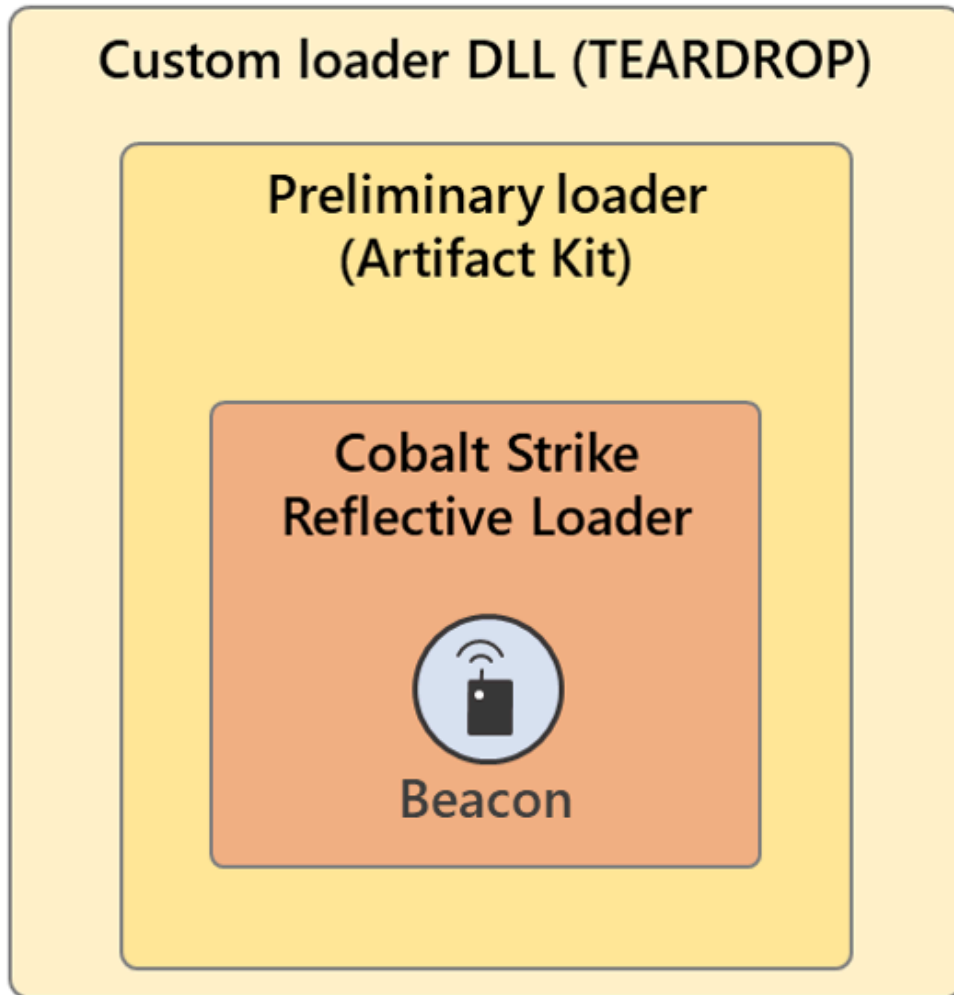 Custom loader DLL (TEARDROP)
Preliminary loader
(Artifact Kit)
Cobalt Strike
Reflective Loader
Beacon